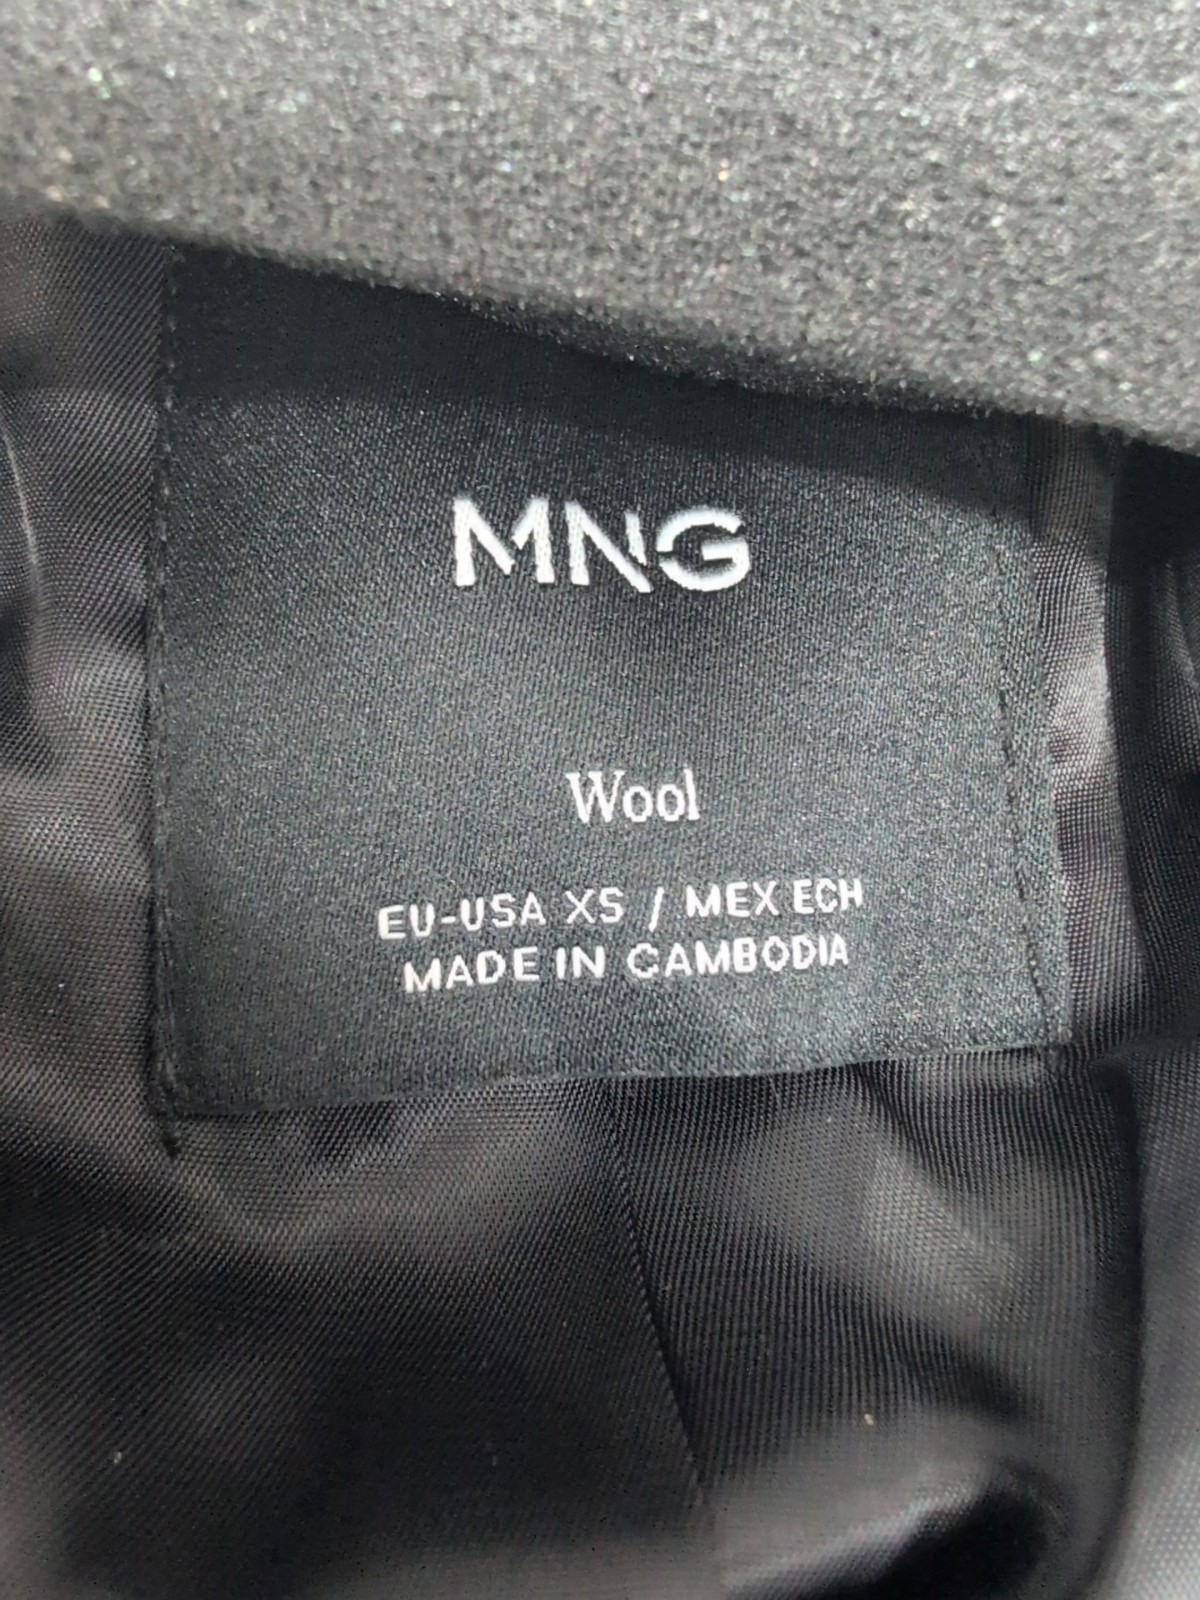 MNG
Wool
EU-USA XS / MEX ECH
MADE IN CAMBODIA